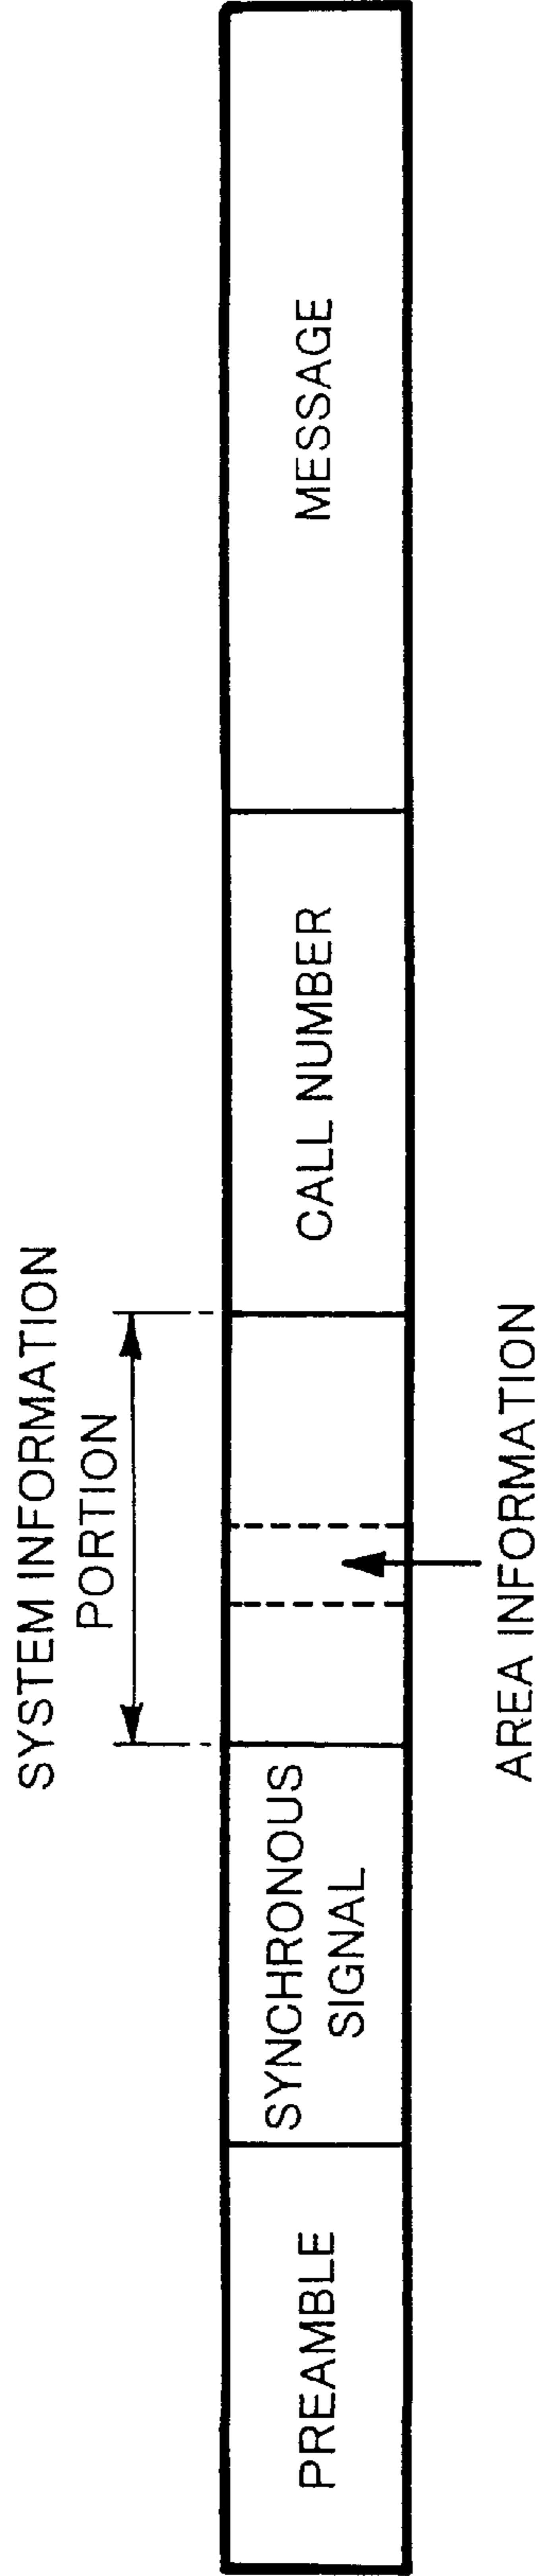 SYSTEM INFORMATION
PORTION
PREAMBLE
SYNCHRONOUS
SIGNAL
CALL NUMBER
MESSAGE
AREA INFORMATION